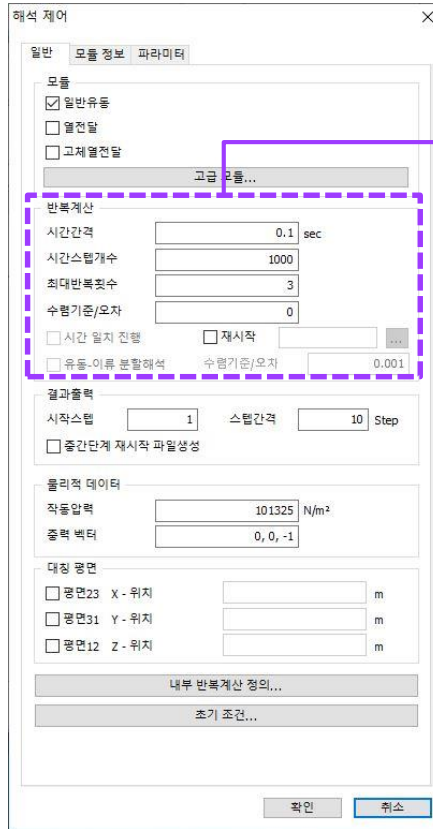 해석 제어
일반 모듈 정보 파라미터
모듈
일반유동
열전달
고체열전달
고급 모듈...
반복계산
시간간격 0.1 sec
시간스텝개수 1000
최대반복횟수 3
수렴기준/오차 0
시간 일치 진행 재시작 ...
유동-이류 분할해석 수렴기준/오차 0.001
결과출력
시작스텝 1 스텝간격 10 Step
중간단계 재시작 파일생성
물리적 데이터
작동압력 101325 N/m²
중력 벡터 0, 0, -1
대칭 평면
평면23 X - 위치 m
평면31 Y - 위치 m
평면12 Z - 위치 m
내부 반복계산 정의...
초기 조건...
확인 취소